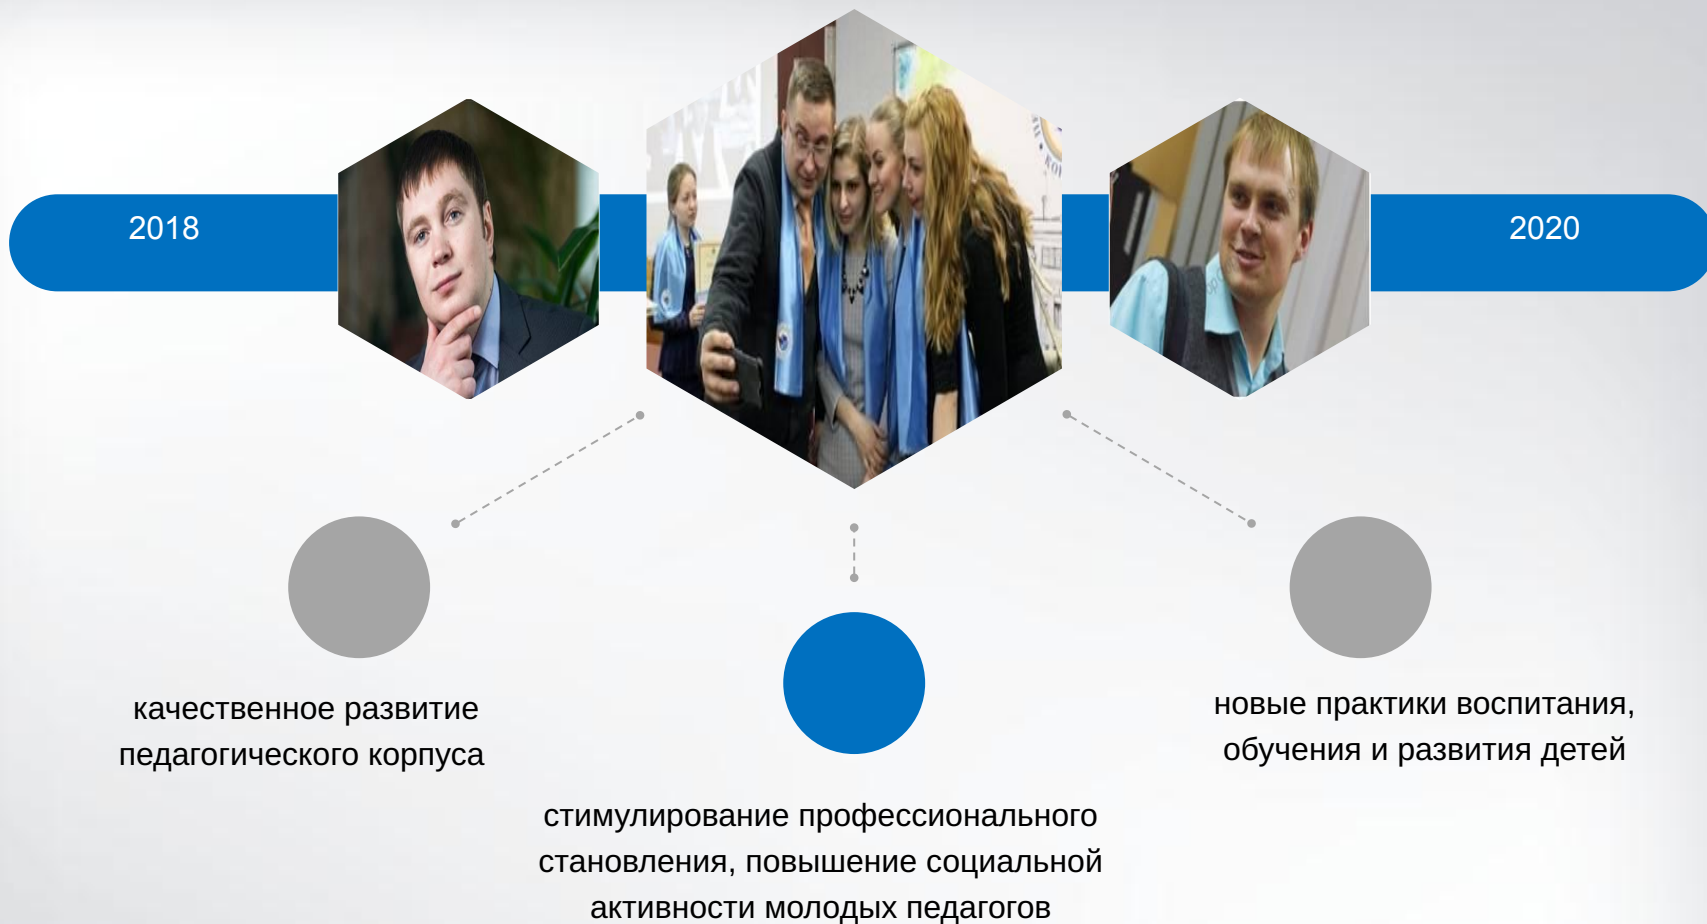 2018
2020
качественное развитие
педагогического корпуса
стимулирование профессионального
становления, повышение социальной
активности молодых педагогов
новые практики воспитания,
обучения и развития детей